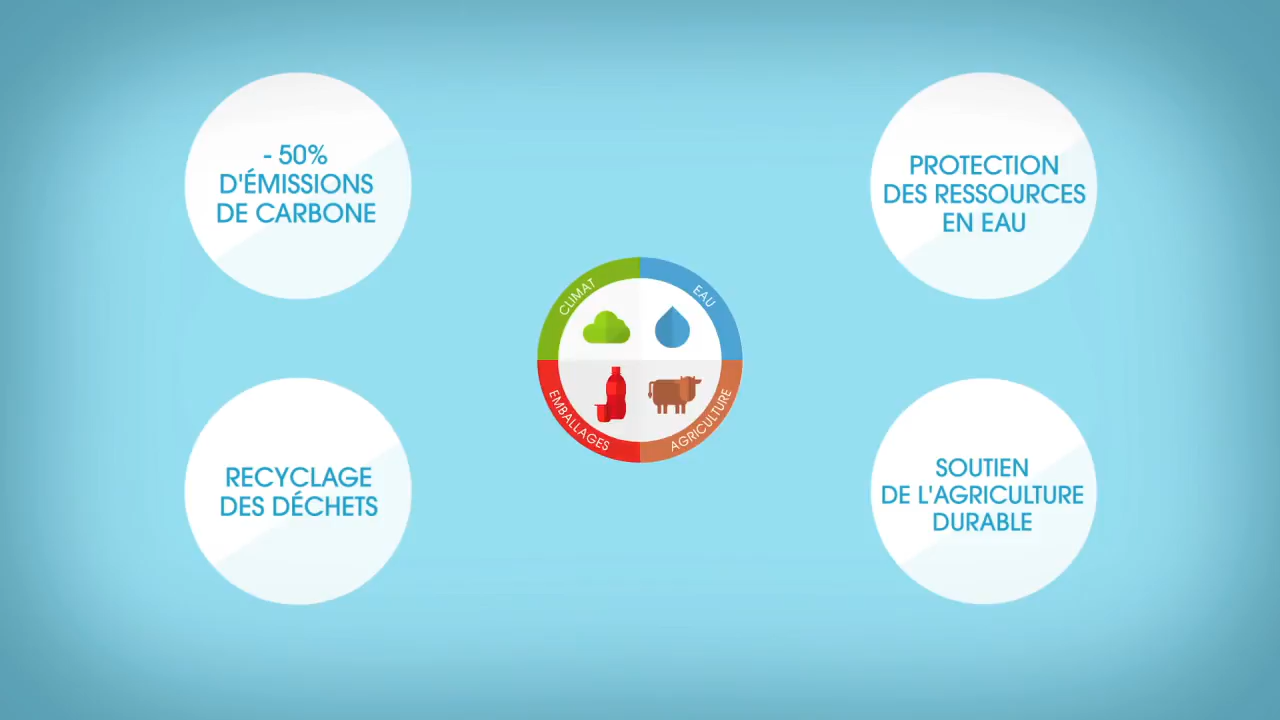 - 50%
D'ÉMISSIONS
DE CARBONE
PROTECTION
DES RESSOURCES
EN EAU
CLIMAT
EAU
EMBALLAGES
AGRICULTURE
RECYCLAGE
DES DÉCHETS
SOUTIEN
DE L'AGRICULTURE
DURABLE